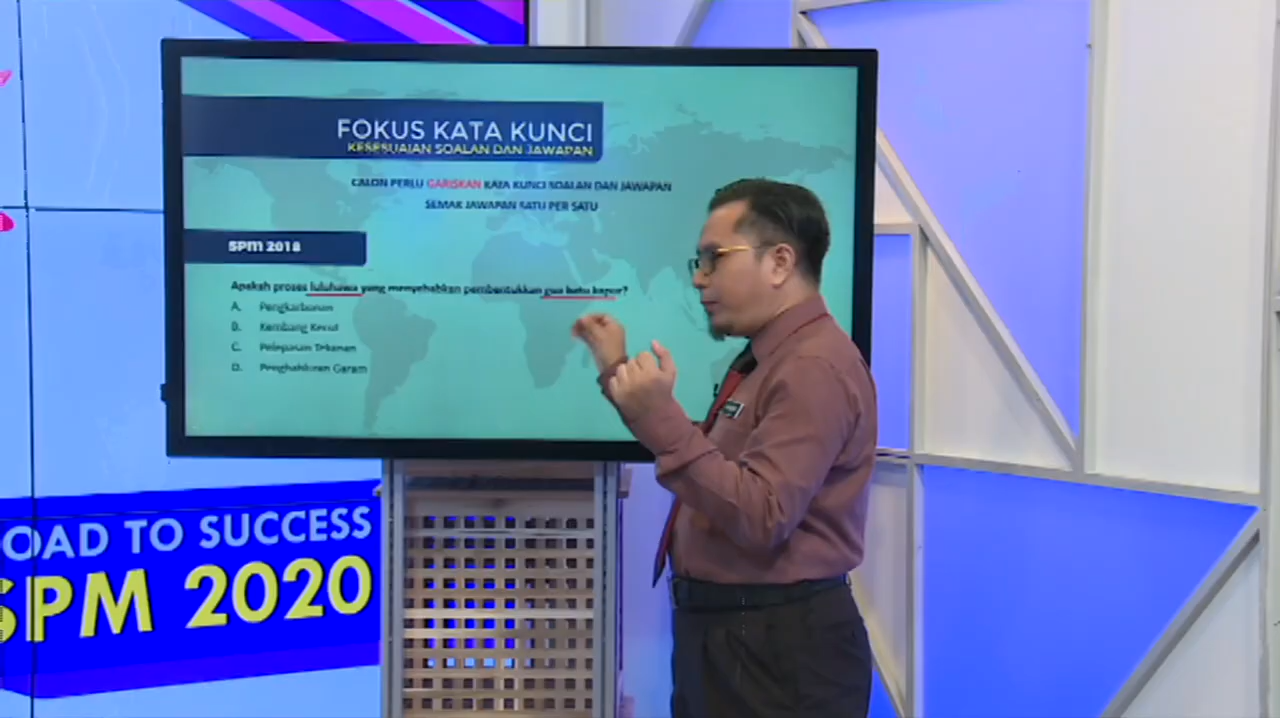 FOKUS KATA KUNCI
KESESUAIAN SOALAN DAN JAWAPAN
CALON PERLU GARISKAN KATA KUNCI SOALAN DAN JAWAPAN
SEMAK JAWAPAN SATU PER SATU
SPM 2018
Apakah proses luluhawa yang menyebabkan pembentukkan gua batu kapur?
A. Pengkarbonan
B. Kembang Kecut
C. Pelepasan Tekanan
D. Penghabluran Garam
OAD TO SUCCESS
SPM 2020